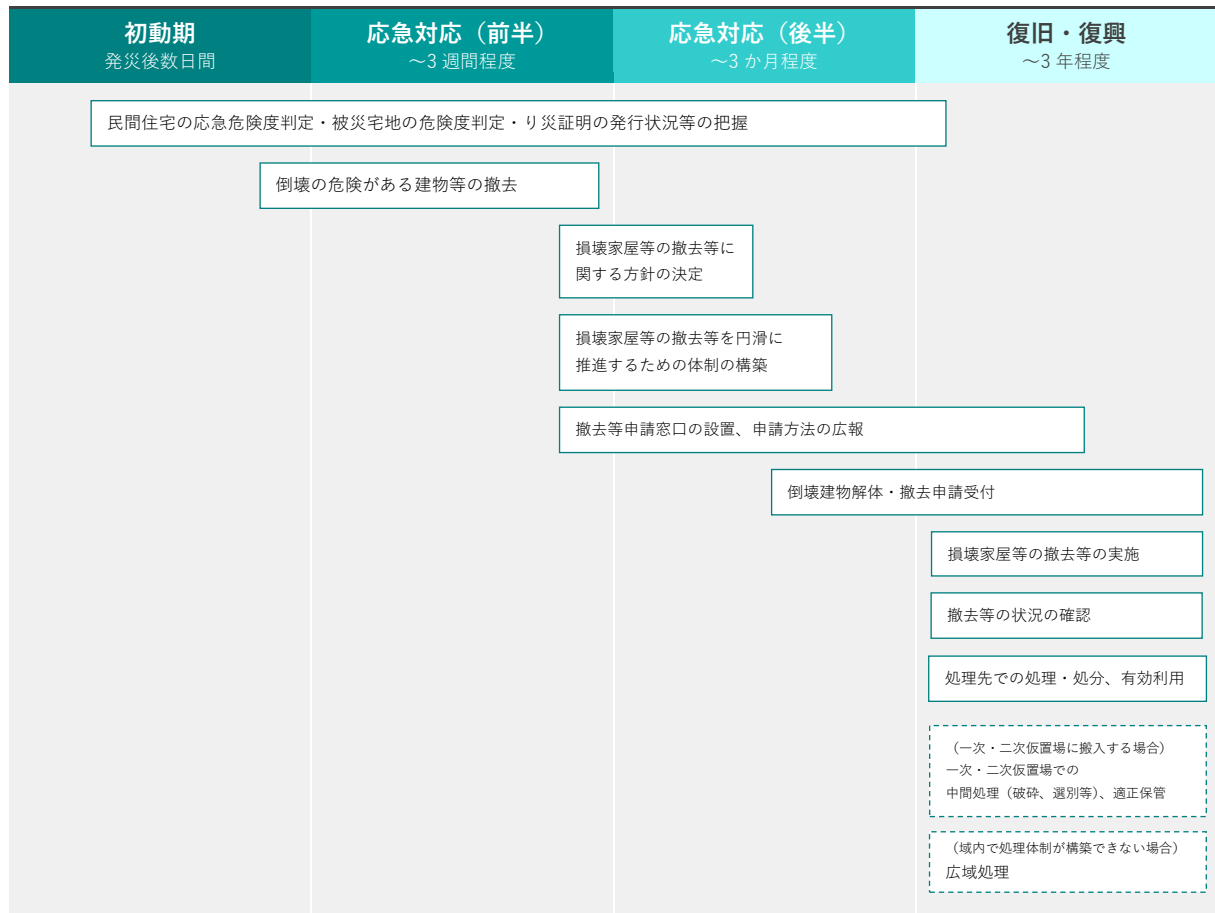 初動期
発災後数日間
応急対応（前半）
～3 週間程度
応急対応（後半）
～3 か月程度
復旧・復興
～3 年程度
民間住宅の応急危険度判定・被災宅地の危険度判定・り災証明の発行状況等の把握
倒壊の危険がある建物等の撤去
損壊家屋等の撤去等に
関する方針の決定
損壊家屋等の撤去等を円滑に
推進するための体制の構築
撤去等申請窓口の設置、申請方法の広報
倒壊建物解体・撤去申請受付
損壊家屋等の撤去等の実施
撤去等の状況の確認
処理先での処理・処分、有効利用
（一次・二次仮置場に搬入する場合）
一次・二次仮置場での
中間処理（破砕、選別等）、適正保管
（域内で処理体制が構築できない場合）
広域処理